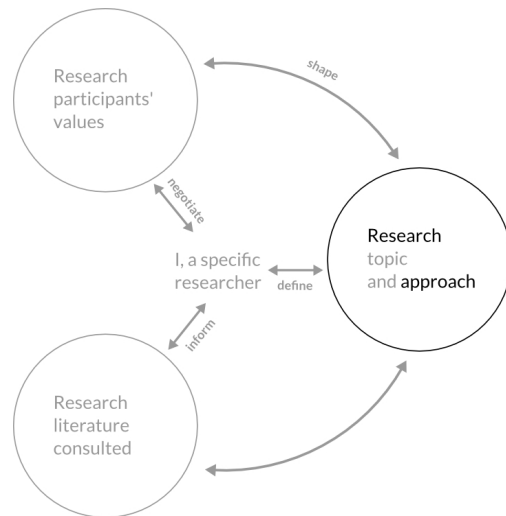 Research
participants'
values
shape
negotiate
I, a specific
researcher
define
Research
topic
and approach
inform
Research
literature
consulted